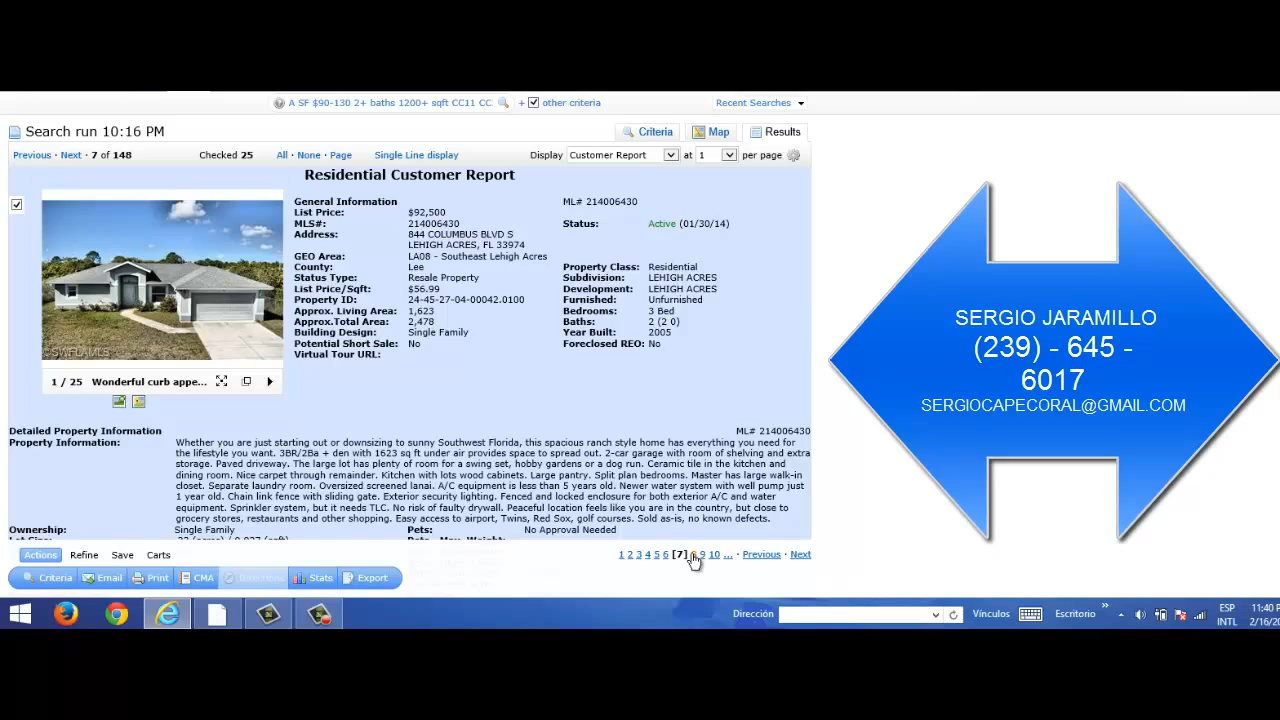 A SF $90-130 2+ baths 1200+ sqft CC11 CC + other criteria Recent Searches
Search run 10:16 PM Criteria Map Results
Previous · Next · 7 of 148 Checked 25 All · None · Page Single Line display Display Customer Report at 1 per page
Residential Customer Report
General Information ML# 214006430
List Price: $92,500
MLS#: 214006430 Status: Active (01/30/14)
Address: 844 COLUMBUS BLVD S
LEHIGH ACRES, FL 33974
GEO Area: LA08 - Southeast Lehigh Acres
County: Lee Property Class: Residential
Status Type: Resale Property Subdivision: LEHIGH ACRES
List Price/Sqft: $56.99 Development: LEHIGH ACRES
Property ID: 24-45-27-04-00042.0100 Furnished: Unfurnished
Approx. Living Area: 1,623 Bedrooms: 3 Bed
Approx.Total Area: 2,478 Baths: 2 (2 0)
Building Design: Single Family Year Built: 2005
Potential Short Sale: No Foreclosed REO: No
Virtual Tour URL:
©SWFLAMLS
1 / 25 Wonderful curb appe...
Detailed Property Information ML# 214006430
Property Information: Whether you are just starting out or downsizing to sunny Southwest Florida, this spacious ranch style home has everything you need for
the lifestyle you want. 3BR/2Ba + den with 1623 sq ft under air provides space to spread out. 2-car garage with room of shelving and extra
storage. Paved driveway. The large lot has plenty of room for a swing set, hobby gardens or a dog run. Ceramic tile in the kitchen and
dining room. Nice carpet throughout remainder. Kitchen with lots wood cabinets. Large pantry. Split plan bedrooms. Master has large walk-in
closet. Separate laundry room. Oversized screened lanai. A/C equipment is less than 5 years old. Newer water system with well pump just
1 year old. Chain link fence with sliding gate. Exterior security lighting. Fenced and locked enclosure for both exterior A/C and water
equipment. Sprinkler system, but it needs TLC. No risk of faulty drywall. Peaceful location feels like you are in the country, but close to
grocery stores, restaurants and other shopping. Easy access to airport, Twins, Red Sox, golf courses. Sold as-is, no known defects.
Ownership: Single Family Pets: No Approval Needed
Actions Refine Save Carts 1 2 3 4 5 6 [7] 9 10 ... · Previous · Next
Criteria Email Print CMA Directions Stats Export
SERGIO JARAMILLO
(239) - 645 -
6017
SERGIOCAPECORAL@GMAIL.COM
Dirección Vínculos Escritorio » ESP 11:40 P
INTL 2/16/20